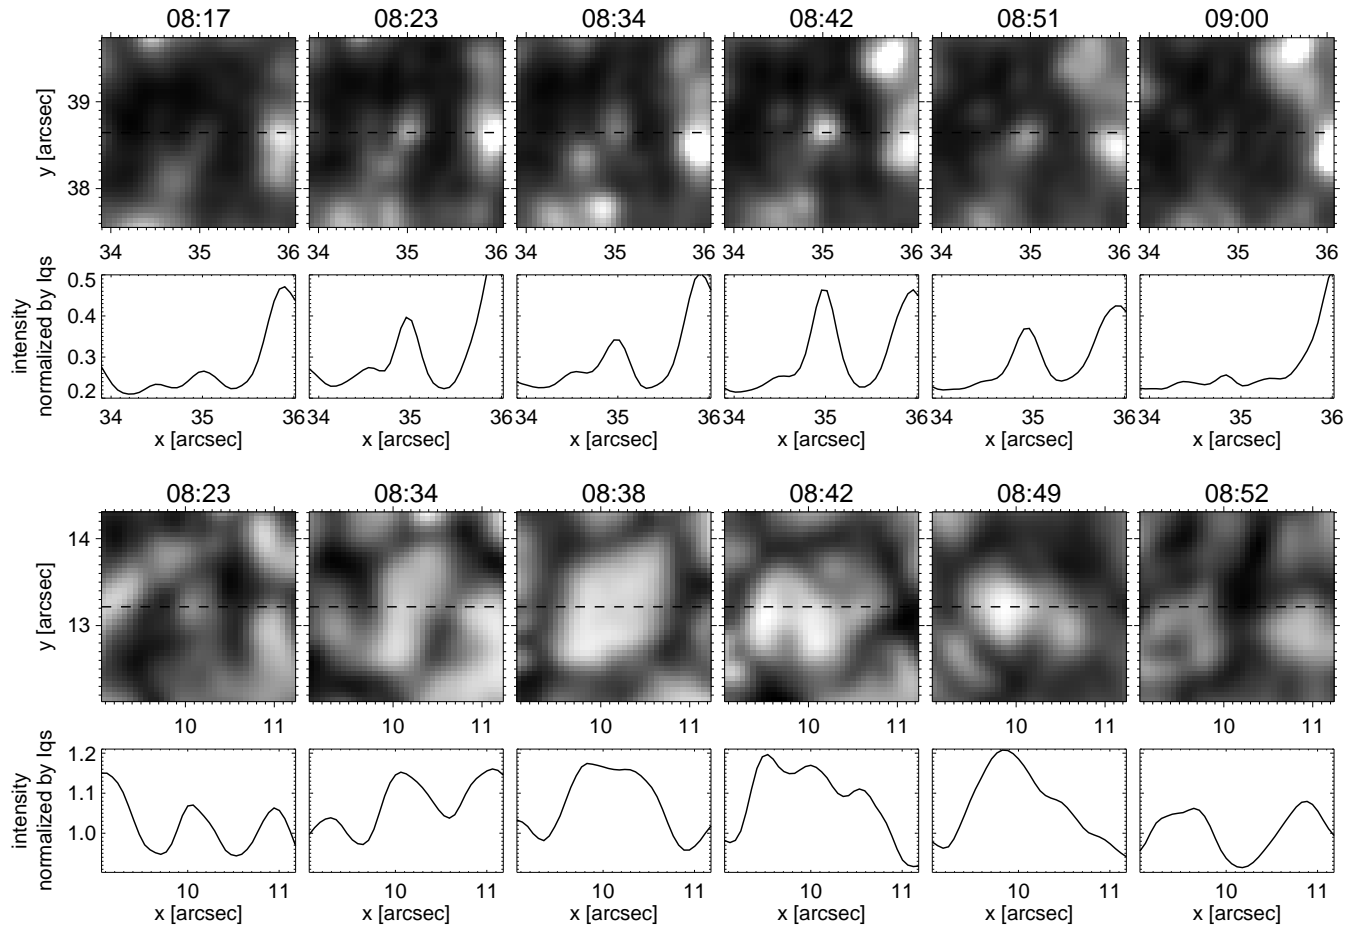 08:17 08:23 08:34 08:42 08:51 09:00
y [arcsec]
39
38
34 35 36 34 35 36 34 35 36 34 35 36 34 35 36 34 35 36
intensity
normalized by Iqs
0.5
0.4
0.3
0.2
34 35 36 34 35 36 34 35 36 34 35 36 34 35 36 34 35 36
x [arcsec] x [arcsec] x [arcsec] x [arcsec] x [arcsec] x [arcsec]
08:23 08:34 08:38 08:42 08:49 08:52
y [arcsec]
14
13
10 11 10 11 10 11 10 11 10 11 10 11
intensity
normalized by Iqs
1.2
1.1
1.0
10 11 10 11 10 11 10 11 10 11 10 11
x [arcsec] x [arcsec] x [arcsec] x [arcsec] x [arcsec] x [arcsec]